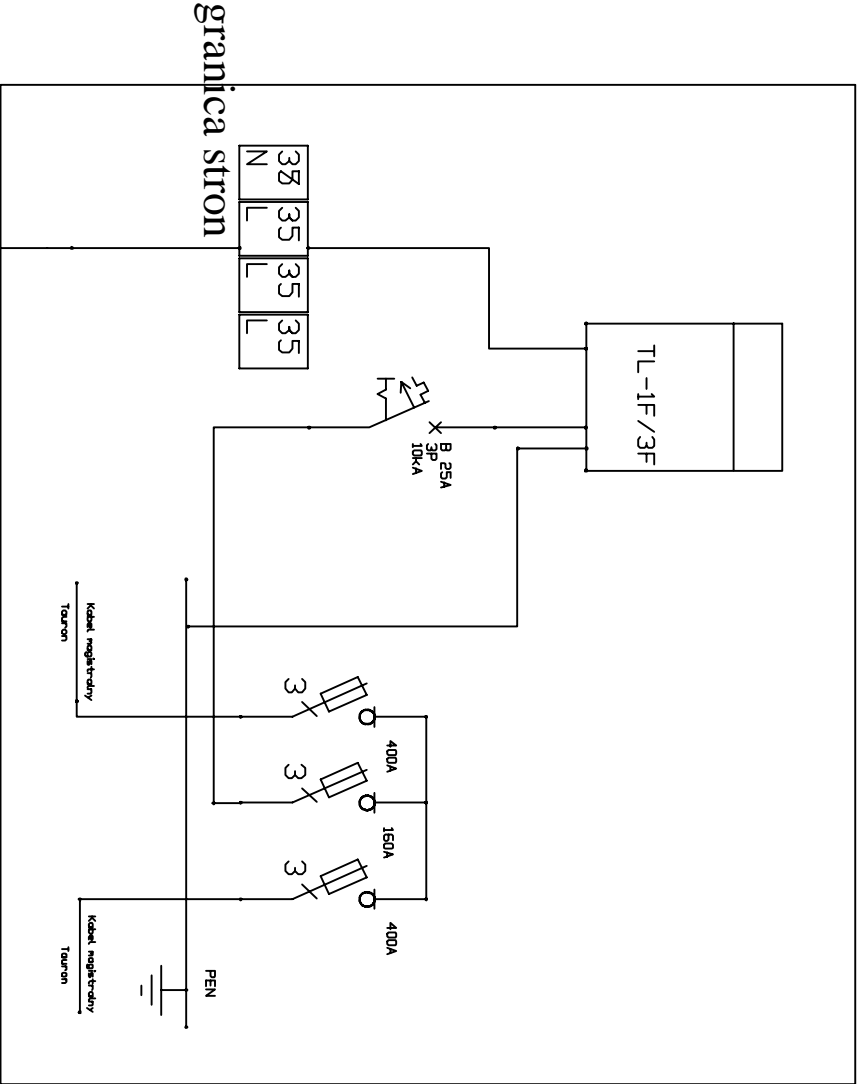 granica stron
35 35 35 35
N L L L
TL-1F/3F
B 25A
3P
10kA
Kabel magistralny
Tauron
3
400A
3
160A
3
400A
Kabel magistralny
Tauron
PEN